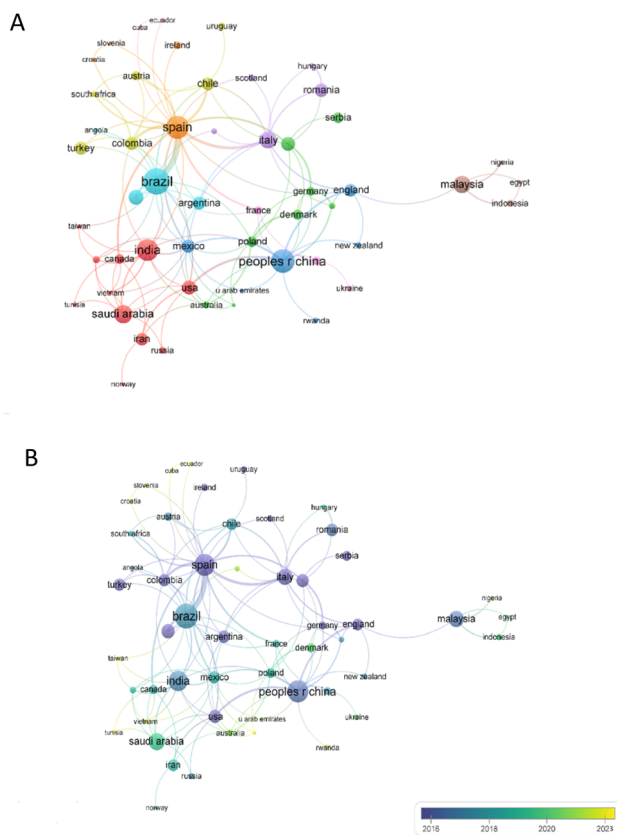 A
ecuador
cuba
uruguay
slovenia
ireland
croatia
hungary
austria
scotland
chile
romania
south africa
spain
serbia
angola
italy
turkey
colombia
nigeria
brazil
germany
england
malaysia
egypt
argentina
france
denmark
indonesia
taiwan
poland
india
mexico
new zealand
canada
peoples r china
vietnam
usa
u arab emirates
ukraine
tunisia
saudi arabia
australia
rwanda
iran
russia
norway
B
ecuador
cuba
uruguay
slovenia
ireland
croatia
hungary
austria
scotland
chile
romania
south africa
serbia
spain
angola
italy
turkey
colombia
nigeria
brazil
germany
england
malaysia
egypt
argentina
france
denmark
indonesia
taiwan
poland
india
mexico
new zealand
canada
peoples r china
vietnam
usa
u arab emirates
ukraine
tunisia
saudi arabia
australia
rwanda
iran
russia
norway
2016 2018 2020 2023